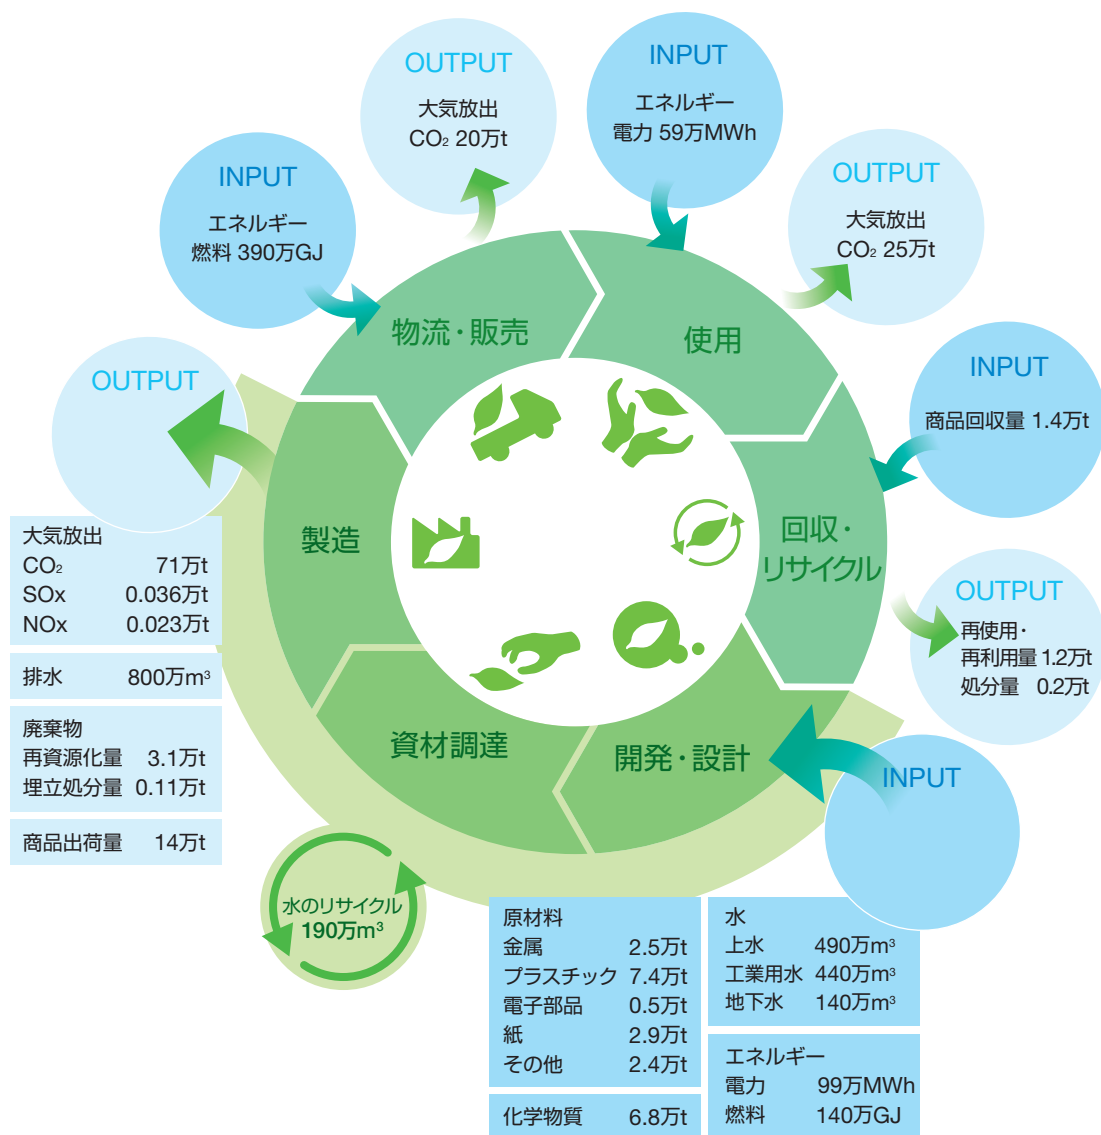 OUTPUT
大気放出
CO₂ 20万t
INPUT
エネルギー
電力 59万MWh
INPUT
エネルギー
燃料 390万GJ
OUTPUT
大気放出
CO₂ 25万t
物流・販売
使用
OUTPUT
INPUT
商品回収量 1.4万t
製造
回収・
リサイクル
大気放出
CO₂ 71万t
SOx 0.036万t
NOx 0.023万t
排水 800万m³
廃棄物
再資源化量 3.1万t
埋立処分量 0.11万t
商品出荷量 14万t
OUTPUT
再使用・
再利用量 1.2万t
処分量 0.2万t
資材調達
開発・設計
INPUT
水のリサイクル
190万m³
原材料
金属 2.5万t
プラスチック 7.4万t
電子部品 0.5万t
紙 2.9万t
その他 2.4万t
化学物質 6.8万t
水
上水 490万m³
工業用水 440万m³
地下水 140万m³
エネルギー
電力 99万MWh
燃料 140万GJ